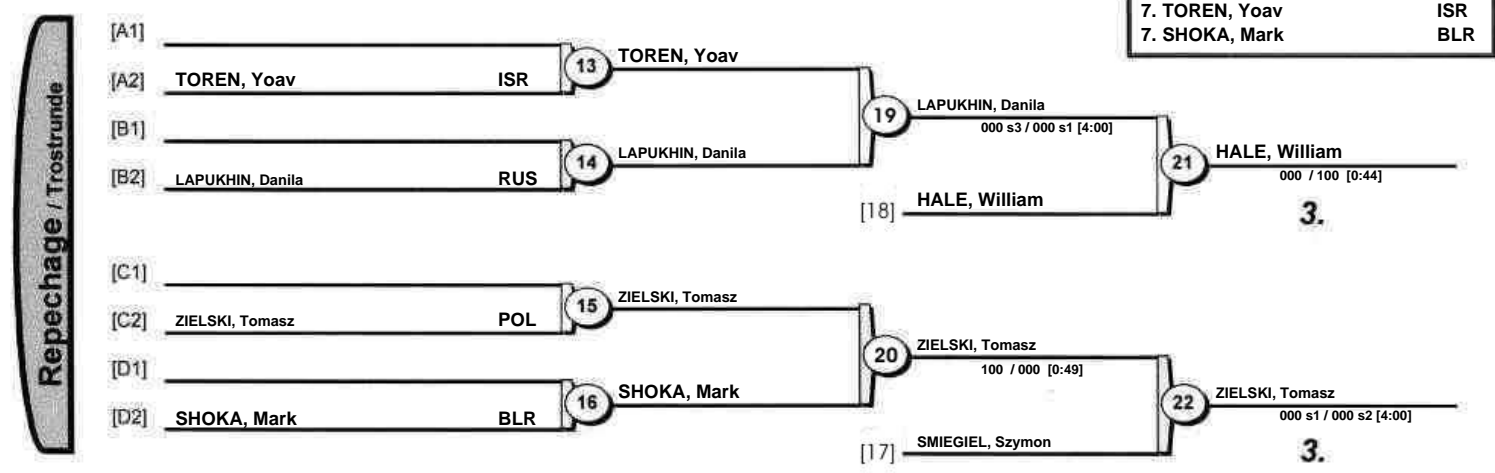 7. TOREN, Yoav ISR
7. SHOKA, Mark BLR
Repechage / Trostrunde
[A1]
[A2] TOREN, Yoav ISR
13 TOREN, Yoav
[B1]
[B2] LAPUKHIN, Danila RUS
14 LAPUKHIN, Danila
19 LAPUKHIN, Danila
000 s3 / 000 s1 [4:00]
[18] HALE, William
21 HALE, William
000 / 100 [0:44]
3.
[C1]
[C2] ZIELSKI, Tomasz POL
15 ZIELSKI, Tomasz
[D1]
[D2] SHOKA, Mark BLR
16 SHOKA, Mark
20 ZIELSKI, Tomasz
100 / 000 [0:49]
[17] SMIEGIEL, Szymon
22 ZIELSKI, Tomasz
000 s1 / 000 s2 [4:00]
3.